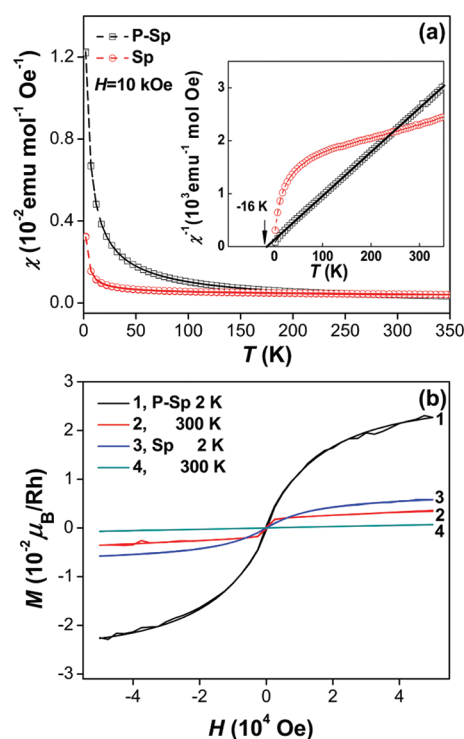 (a)
P-Sp
Sp
H=10 kOe
χ (10⁻² emu mol⁻¹ Oe⁻¹)
1.2
0.8
0.4
0.0
0 50 100 150 200 250 300 350
T (K)
χ⁻¹ (10³ emu⁻¹ mol Oe)
3
2
1
0
-16 K
0 100 200 300
T (K)
(b)
1, P-Sp 2 K
2, 300 K
3, Sp 2 K
4, 300 K
1
3
2
4
M (10⁻² μB/Rh)
3
2
1
0
-1
-2
-3
-4 -2 0 2 4
H (10⁴ Oe)